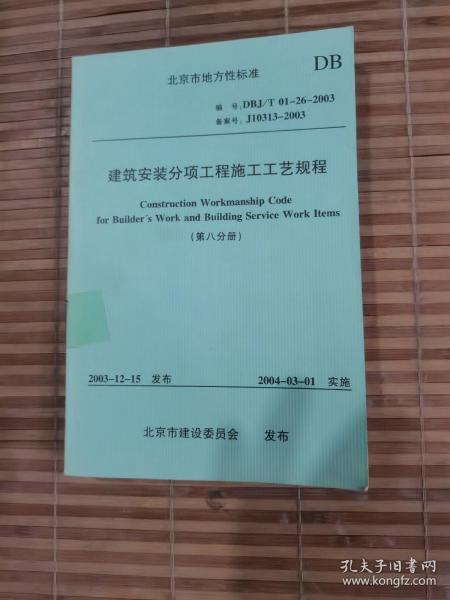 DB
北京市地方性标准
编 号：DBJ/T 01-26-2003
备案号：J10313-2003
建筑安装分项工程施工工艺规程
Construction Workmanship Code
for Builder's Work and Building Service Work Items
（第八分册）
2003-12-15 发布 2004-03-01 实施
北京市建设委员会 发布
孔夫子旧书网
www.kongfz.com